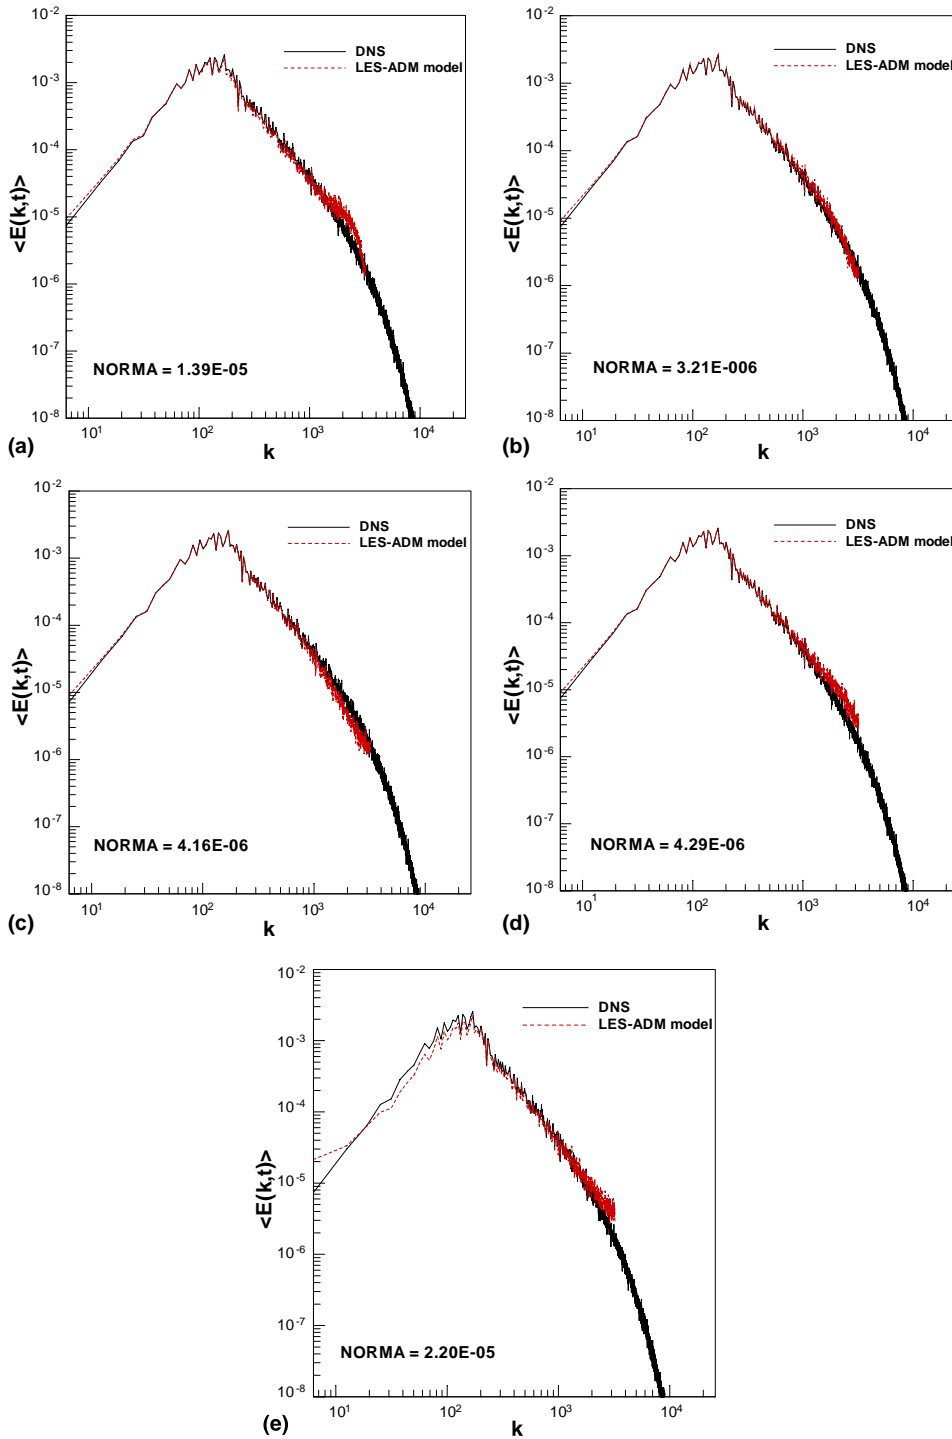 10-2
10-3
10-4
10-5
10-6
10-7
10-8
<E(k,t)>
DNS
LES-ADM model
NORMA = 1.39E-05
101 102 103 104
(a) k
10-2
10-3
10-4
10-5
10-6
10-7
10-8
<E(k,t)>
DNS
LES-ADM model
NORMA = 3.21E-006
101 102 103 104
(b) k
10-2
10-3
10-4
10-5
10-6
10-7
10-8
<E(k,t)>
DNS
LES-ADM model
NORMA = 4.16E-06
101 102 103 104
(c) k
10-2
10-3
10-4
10-5
10-6
10-7
10-8
<E(k,t)>
DNS
LES-ADM model
NORMA = 4.29E-06
101 102 103 104
(d) k
10-2
10-3
10-4
10-5
10-6
10-7
10-8
<E(k,t)>
DNS
LES-ADM model
NORMA = 2.20E-05
101 102 103 104
(e) k